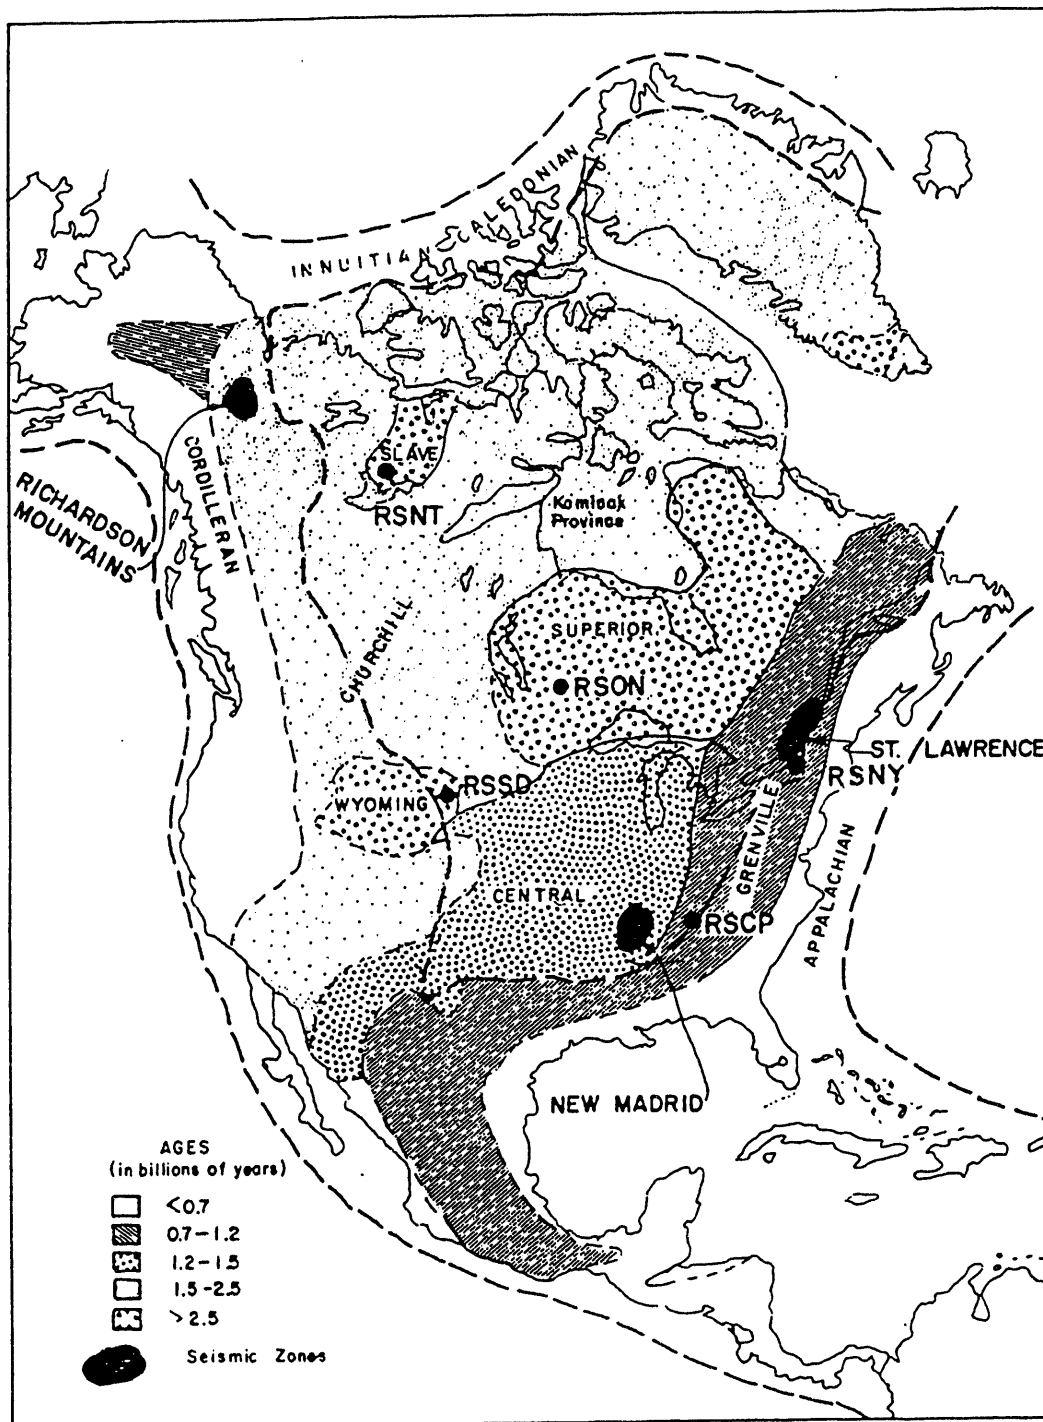 INNUITIAN CALEDONIAN
CORDILLERAN
RICHARDSON
MOUNTAINS
SLAVE
RSNT
Kamloak
Province
CHURCHILL
SUPERIOR
RSON
ST. LAWRENCE
RSNY
RSSD
WYOMING
GRENVILLE
CENTRAL
RSCP
APPALACHIAN
NEW MADRID
AGES
(in billions of years)
<0.7
0.7-1.2
1.2-1.5
1.5-2.5
>2.5
Seismic Zones